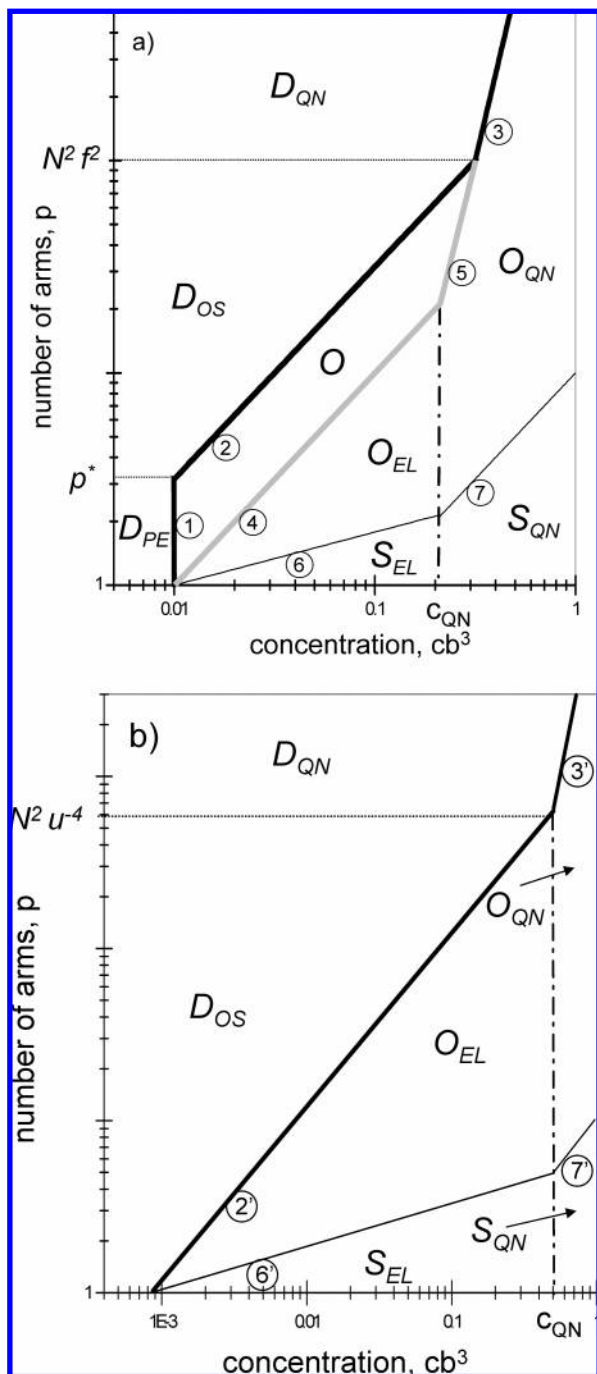 a)
D_QN
N² f²
③
⑤
O_QN
D_OS
O
②
O_EL
p*
⑦
D_PE
①
④
S_QN
⑥
S_EL
1
0.01
0.1
c_QN
1
number of arms, p
concentration, cb³
b)
D_QN
③'
N² u⁻⁴
O_QN
D_OS
O_EL
②'
⑦'
S_QN
⑥'
S_EL
1
1E-3
0.01
0.1
c_QN
1
number of arms, p
concentration, cb³